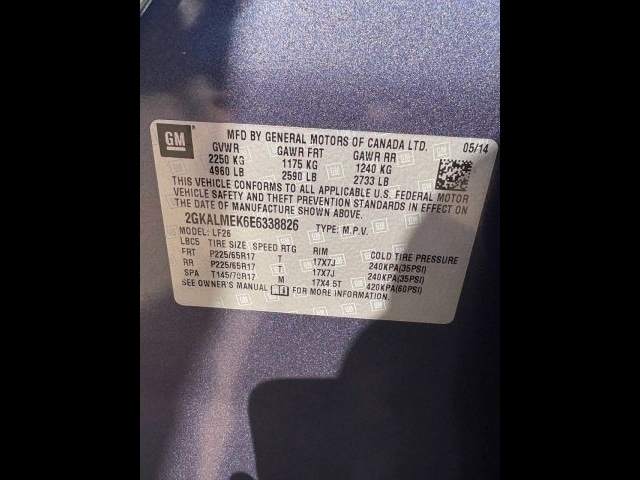 GM
MFD BY GENERAL MOTORS OF CANADA LTD. 05/14
GVWR GAWR FRT GAWR RR
2250 KG 1175 KG 1240 KG
4960 LB 2590 LB 2733 LB
THIS VEHICLE CONFORMS TO ALL APPLICABLE U.S. FEDERAL MOTOR
VEHICLE SAFETY, BUMPER, AND THEFT PREVENTION STANDARDS IN EFFECT ON
THE DATE OF MANUFACTURE SHOWN ABOVE.
2GKALMEK6E6338826 TYPE: M.P.V.
MODEL: LF26
LBC5 TIRE SIZE SPEED RTG RIM COLD TIRE PRESSURE
FRT P225/65R17 T 17X7J 240KPA(35PSI)
RR P225/65R17 T 17X7J 240KPA(35PSI)
SPA T145/70R17 M 17X4.5T 420KPA(60PSI)
SEE OWNER'S MANUAL FOR MORE INFORMATION